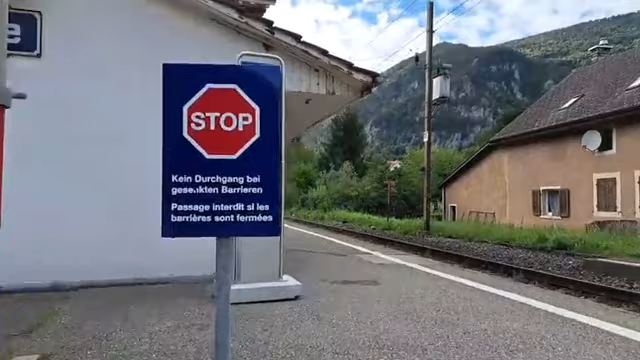 e
STOP
Kein Durchgang bei
gesenkten Barrieren
Passage interdit si les
barrières sont fermées